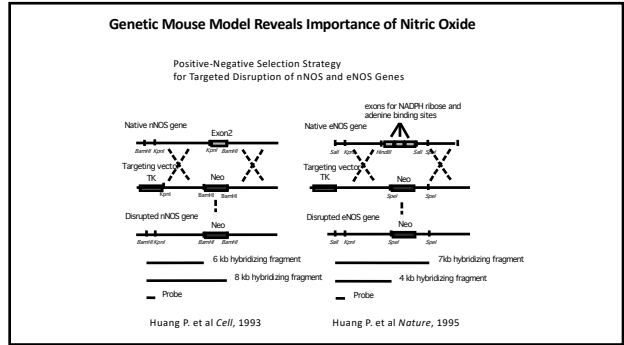 Genetic Mouse Model Reveals Importance of Nitric Oxide
Positive-Negative Selection Strategy
for Targeted Disruption of nNOS and eNOS Genes
Native nNOS gene
Exon2
BamHI KpnI
KpnI
BamHI
Targeting vector
TK
KpnI
Neo
BamHI
BamHI
Disrupted nNOS gene
Neo
BamHI KpnI
BamHI
BamHI
6 kb hybridizing fragment
8 kb hybridizing fragment
Probe
Huang P. et al Cell, 1993
exons for NADPH ribose and
adenine binding sites
Native eNOS gene
SalI
KpnI
HindIII
SalI
SpeI
Targeting vector
TK
Neo
SpeI
SpeI
Disrupted eNOS gene
Neo
SalI
KpnI
SpeI
SpeI
7kb hybridizing fragment
4 kb hybridizing fragment
Probe
Huang P. et al Nature, 1995